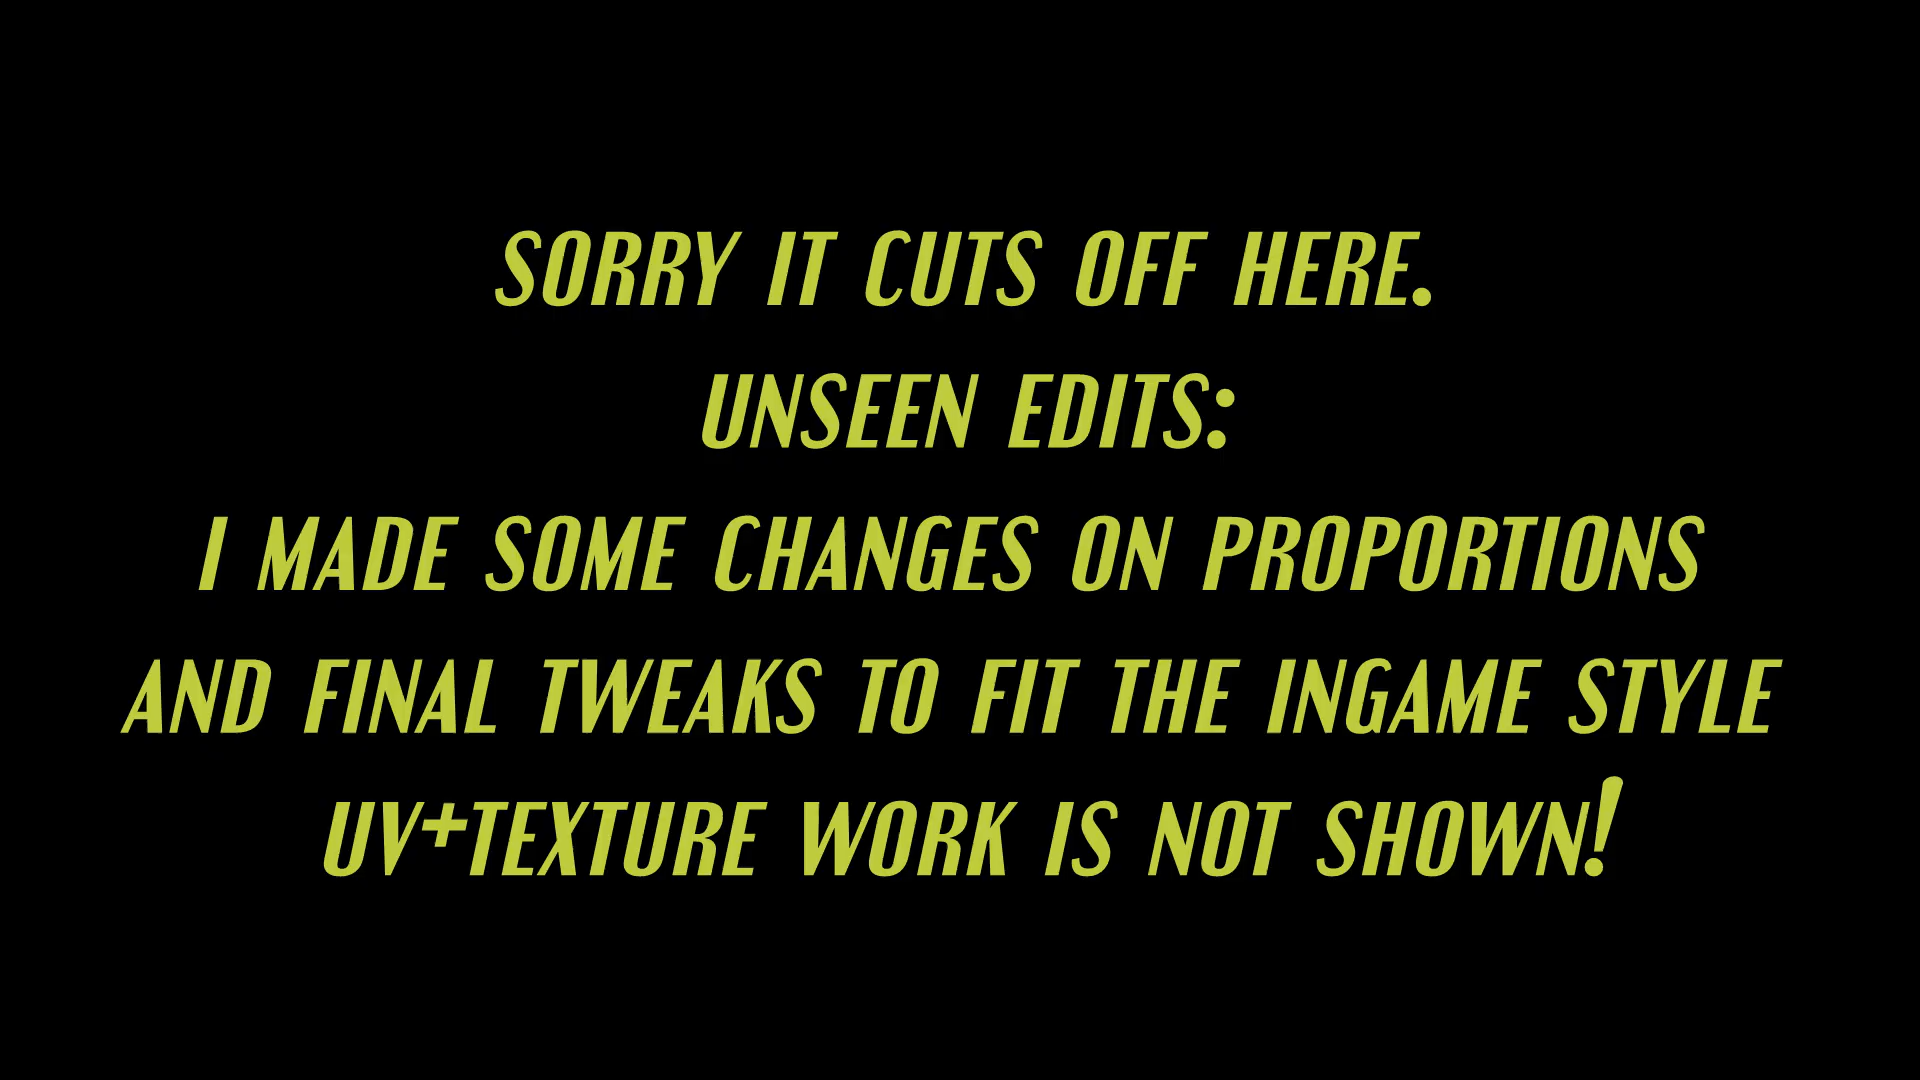 SORRY IT CUTS OFF HERE.
UNSEEN EDITS:
I MADE SOME CHANGES ON PROPORTIONS
AND FINAL TWEAKS TO FIT THE INGAME STYLE
UV+TEXTURE WORK IS NOT SHOWN!